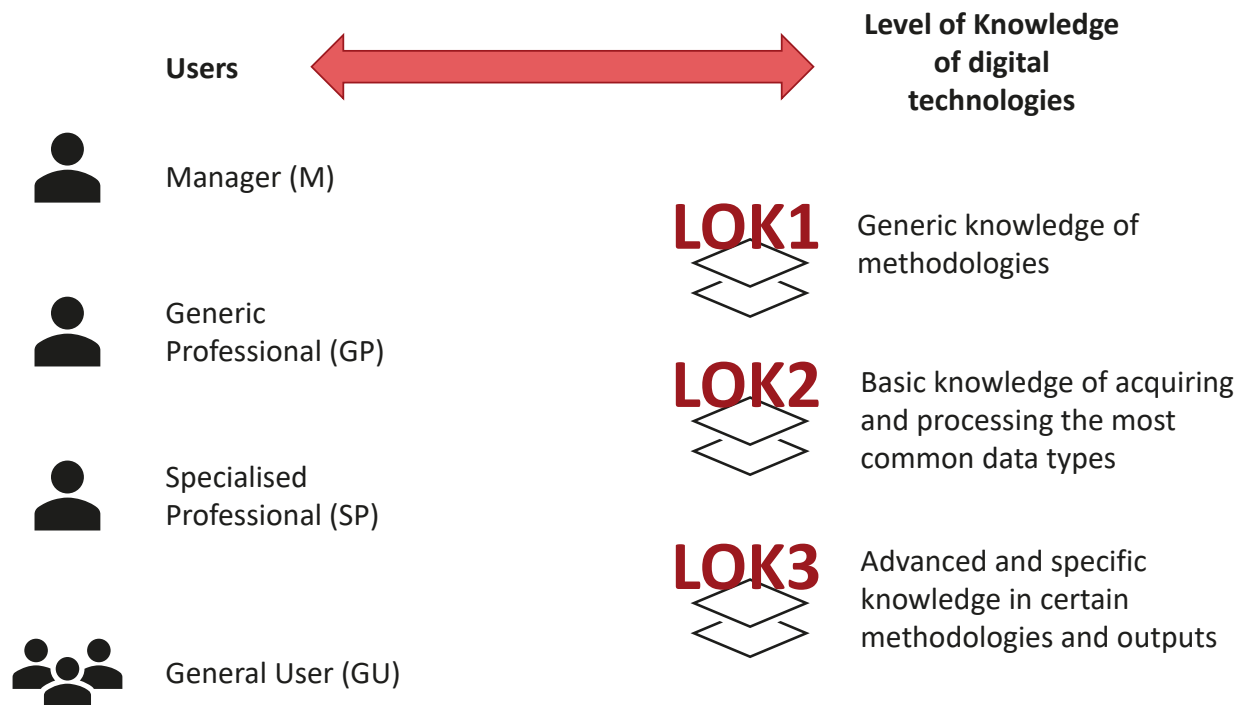 Users
Level of Knowledge
of digital
technologies
Manager (M)
Generic
Professional (GP)
Specialised
Professional (SP)
General User (GU)
LOK1
Generic knowledge of
methodologies
LOK2
Basic knowledge of acquiring
and processing the most
common data types
LOK3
Advanced and specific
knowledge in certain
methodologies and outputs